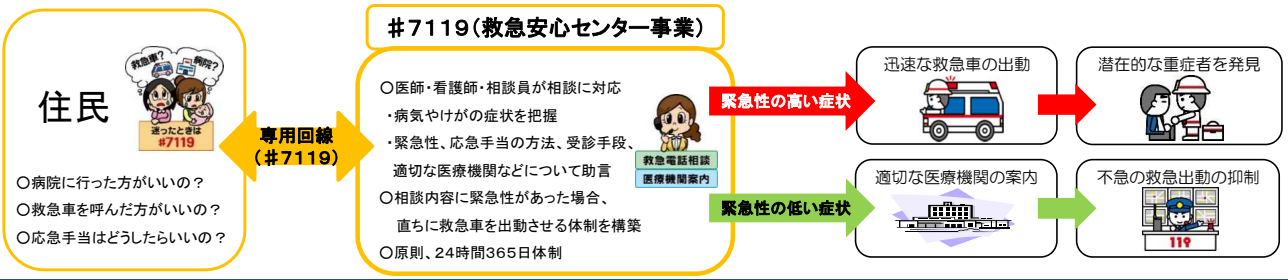 #7119(救急安心センター事業)
救急車?
病院?
住民
迷ったときは
#7119
○病院に行った方がいいの?
○救急車を呼んだ方がいいの?
○応急手当はどうしたらいいの?
専用回線
(#7119)
○医師・看護師・相談員が相談に対応
・病気やけがの症状を把握
・緊急性、応急手当の方法、受診手段、
適切な医療機関などについて助言
○相談内容に緊急性があった場合、
直ちに救急車を出動させる体制を構築
○原則、24時間365日体制
救急電話相談
医療機関案内
緊急性の高い症状
迅速な救急車の出動
潜在的な重症者を発見
緊急性の低い症状
適切な医療機関の案内
不急の救急出動の抑制
119